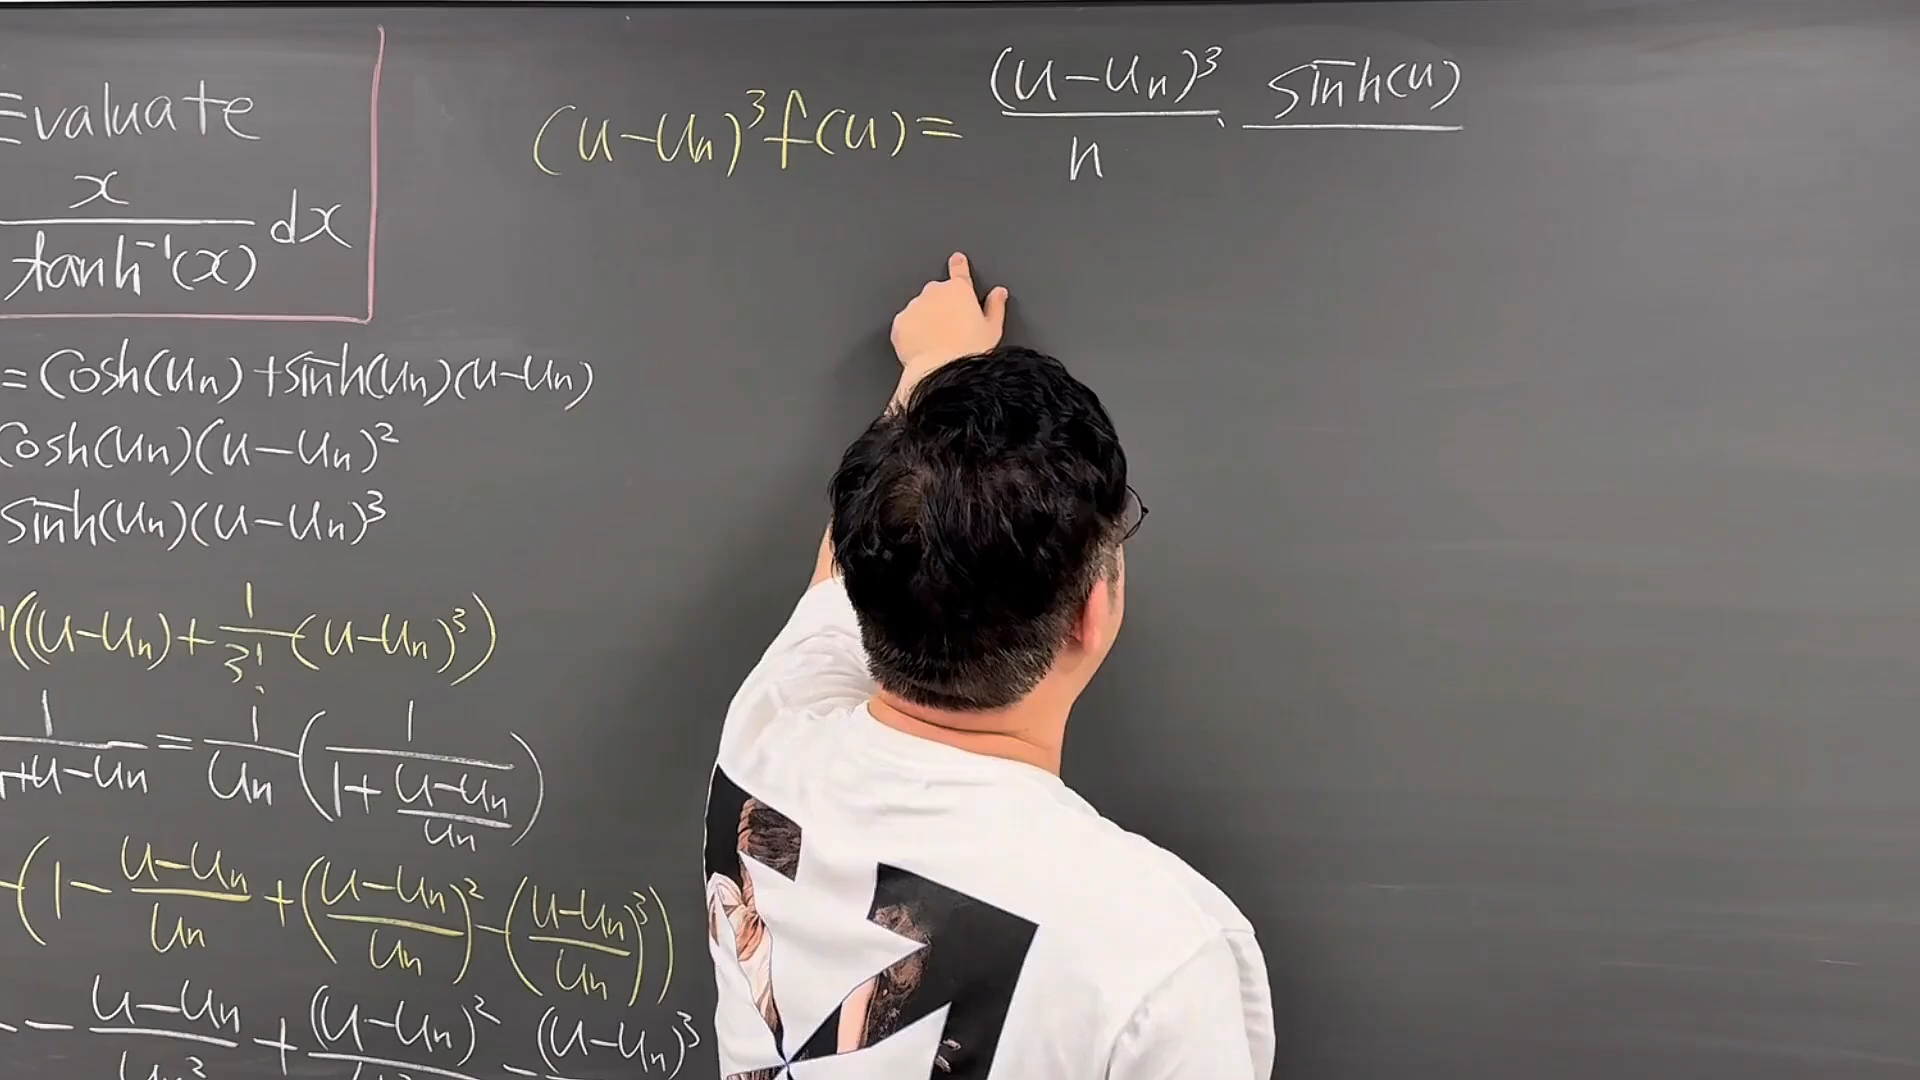 Evaluate
x / tanh⁻¹(x) dx
(u-uₙ)³f(u) = (u-uₙ)³/n · sinh(u)
= cosh(uₙ) + sinh(uₙ)(u-uₙ)
cosh(uₙ)(u-uₙ)²
sinh(uₙ)(u-uₙ)³
((u-uₙ) + 1/3! (u-uₙ)³)
1 / +u-uₙ = 1/uₙ (1 / (1 + (u-uₙ)/uₙ))
(1 - (u-uₙ)/uₙ + ((u-uₙ)/uₙ)² - ((u-uₙ)/uₙ)³)
- (u-uₙ)/uₙ² + (u-uₙ)² - (u-uₙ)³